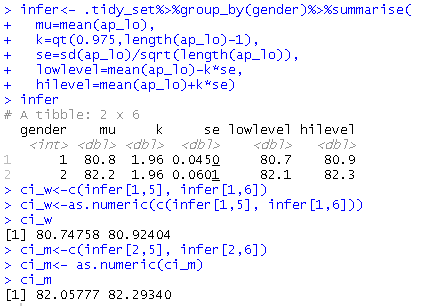 > infer<- .tidy_set%>%group_by(gender)%>%summarise(
+   mu=mean(ap_lo),
+   k=qt(0.975,length(ap_lo)-1),
+   se=sd(ap_lo)/sqrt(length(ap_lo)),
+   lowlevel=mean(ap_lo)-k*se,
+   hilevel=mean(ap_lo)+k*se)
> infer
# A tibble: 2 x 6
  gender    mu     k     se lowlevel hilevel
   <int> <dbl> <dbl>  <dbl>    <dbl>   <dbl>
1      1  80.8  1.96 0.0450     80.7    80.9
2      2  82.2  1.96 0.0601     82.1    82.3
> ci_w<-c(infer[1,5], infer[1,6])
> ci_w<-as.numeric(c(infer[1,5], infer[1,6]))
> ci_w
[1] 80.74758 80.92404
> ci_m<-c(infer[2,5], infer[2,6])
> ci_m<- as.numeric(ci_m)
> ci_m
[1] 82.05777 82.29340